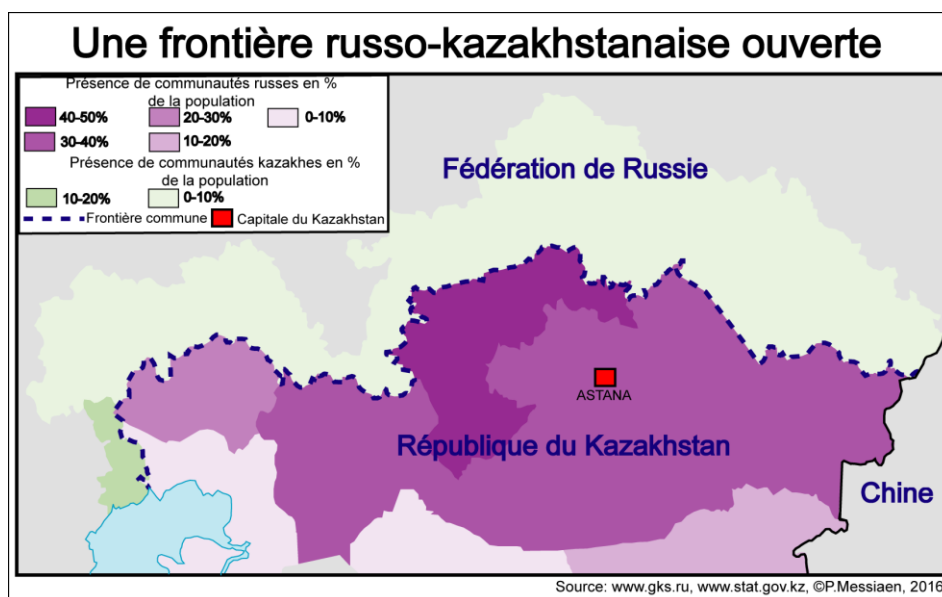 Une frontière russo-kazakhstanaise ouverte
Présence de communautés russes en %
de la population
40-50%
20-30%
0-10%
30-40%
10-20%
Présence de communautés kazakhes en %
de la population
10-20%
0-10%
Frontière commune
Capitale du Kazakhstan
Fédération de Russie
ASTANA
République du Kazakhstan
Chine
Source: www.gks.ru, www.stat.gov.kz, ©P.Messiaen, 2016